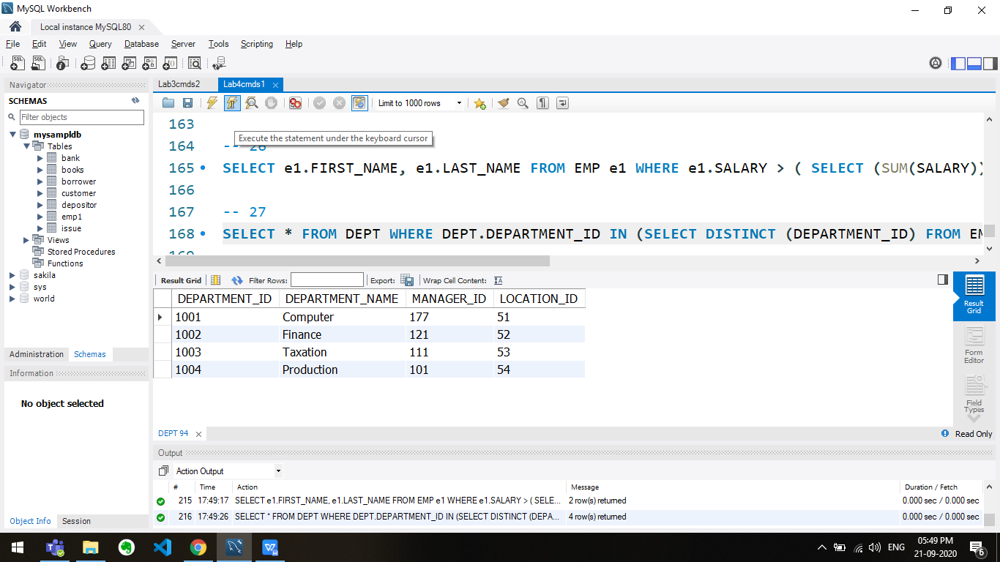 MySQL Workbench
Local instance MySQL80
File Edit View Query Database Server Tools Scripting Help
Navigator
SCHEMAS
Filter objects
mysampldb
Tables
bank
books
borrower
customer
depositor
emp1
issue
Views
Stored Procedures
Functions
sakila
sys
world
Administration Schemas
Information
No object selected
Object Info Session
Lab3cmds2 Lab4cmds1
Limit to 1000 rows
163
Execute the statement under the keyboard cursor
164 -- 26
165 SELECT e1.FIRST_NAME, e1.LAST_NAME FROM EMP e1 WHERE e1.SALARY > ( SELECT (SUM(SALARY))
166
167 -- 27
168 SELECT * FROM DEPT WHERE DEPT.DEPARTMENT_ID IN (SELECT DISTINCT (DEPARTMENT_ID) FROM EM
169
Result Grid Filter Rows: Export: Wrap Cell Content:
DEPARTMENT_ID DEPARTMENT_NAME MANAGER_ID LOCATION_ID
1001 Computer 177 51
1002 Finance 121 52
1003 Taxation 111 53
1004 Production 101 54
Result
Grid
Form
Editor
Field
Types
DEPT 94
Read Only
Output
Action Output
# Time Action Message Duration / Fetch
215 17:49:17 SELECT e1.FIRST_NAME, e1.LAST_NAME FROM EMP e1 WHERE e1.SALARY > ( SELE... 2 row(s) returned 0.000 sec / 0.000 sec
216 17:49:26 SELECT * FROM DEPT WHERE DEPT.DEPARTMENT_ID IN (SELECT DISTINCT (DEPA... 4 row(s) returned 0.000 sec / 0.000 sec
ENG
05:49 PM
21-09-2020
6